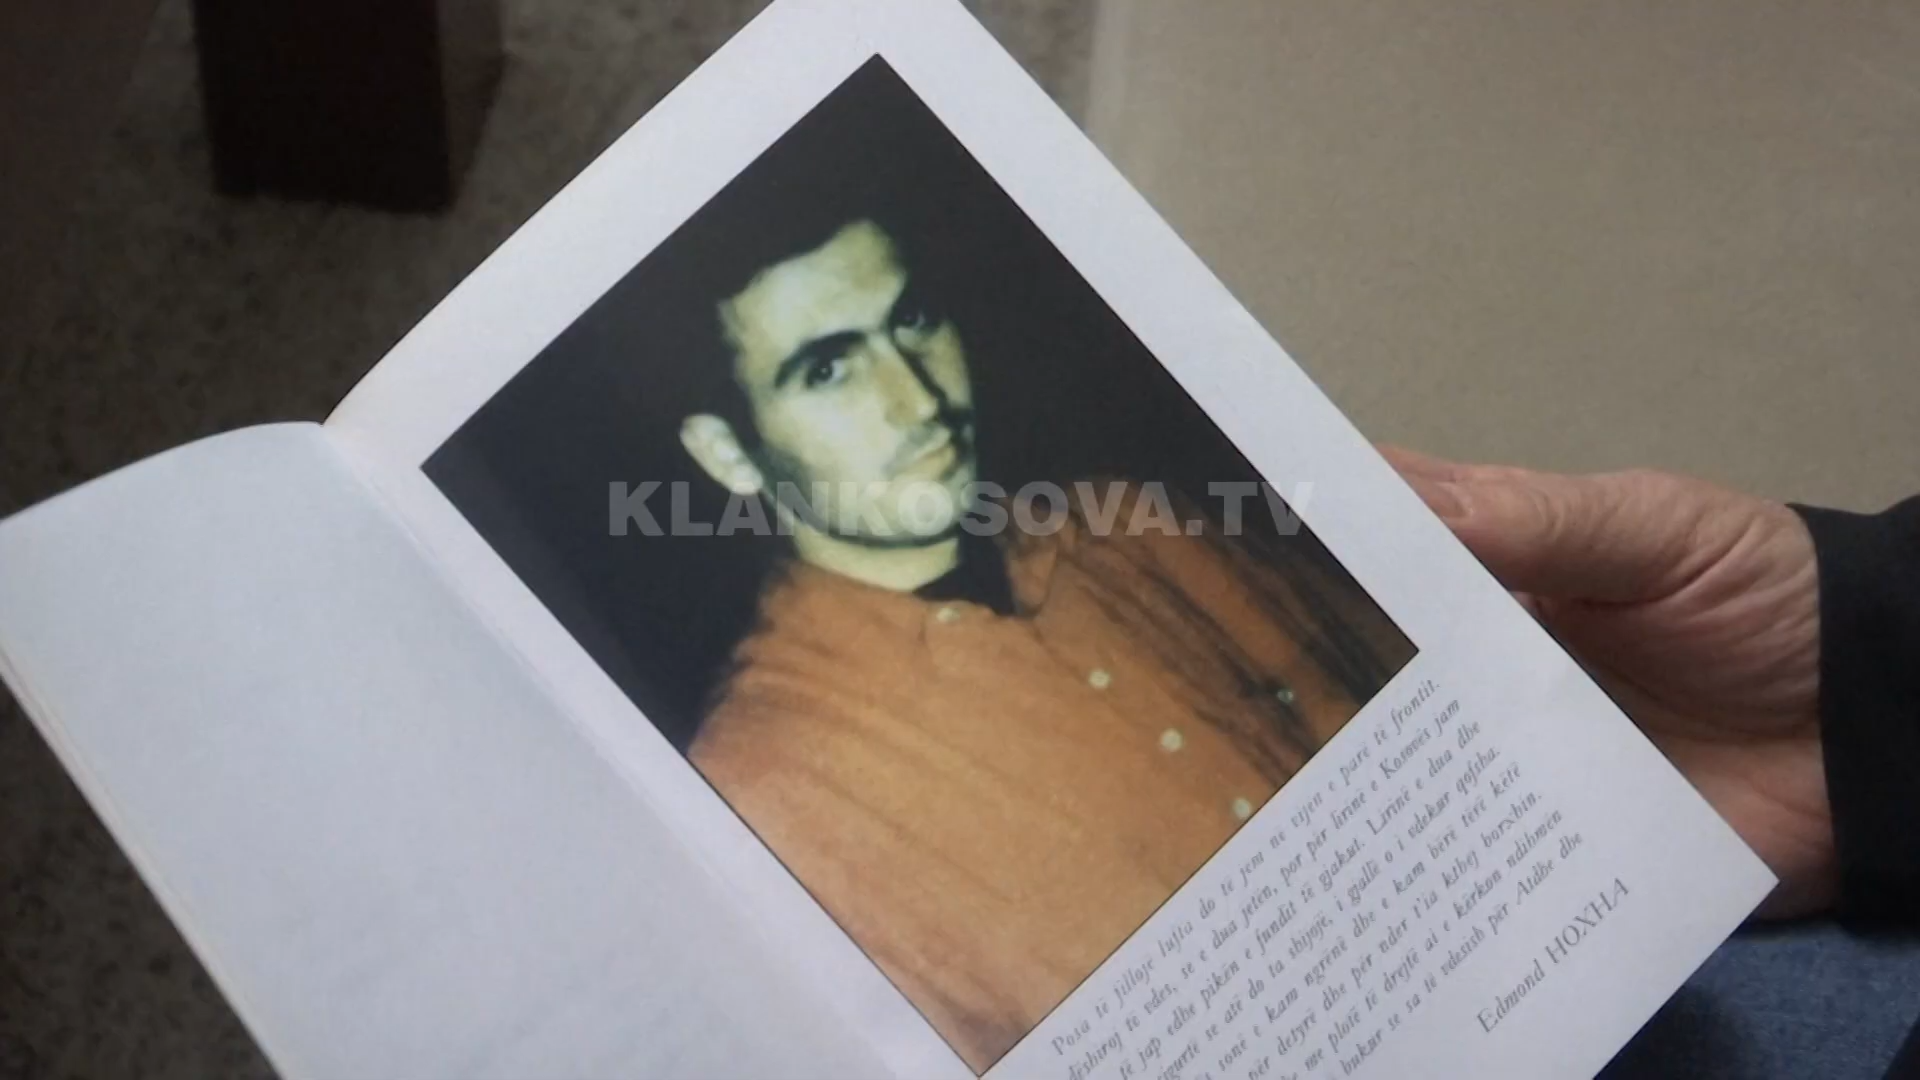 KLANKOSOVA.TV
Posa të fillojë lufta do të jem në vijën e parë të frontit.
dëshiroj të vdes, se e dua jetën, por për lirinë e Kosovës jam
të jap edhe pikën e fundit të gjakut. Lirinë e dua dhe
se atë do ta shijojë, i gjallë o i vdekur qofsha.
sonë e kam ngrënë dhe e kam bërë tërë këtë
për detyrë dhe për nder t'ia kthej borxhin.
me plotë të drejtë ai e kërkon ndihmën
bukur se sa të vdesish për Atdhe dhe
Edmond HOXHA